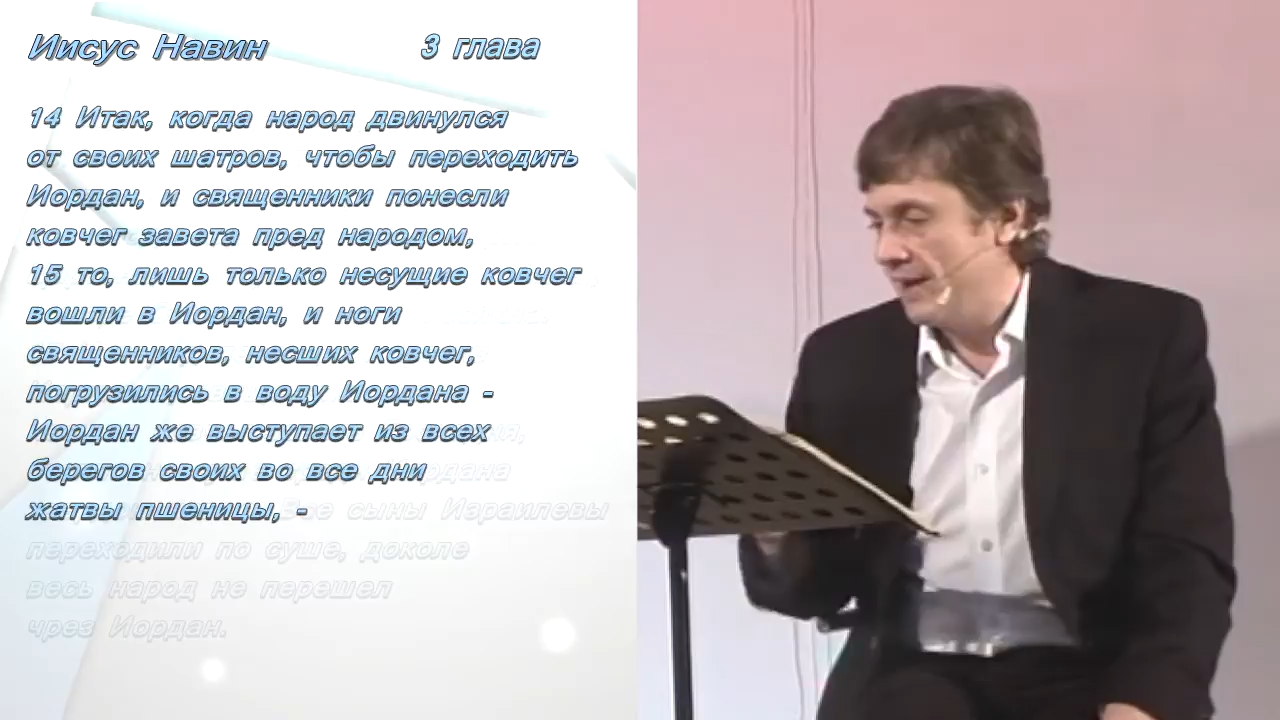 Иисус Навин 3 глава
14 Итак, когда народ двинулся
от своих шатров, чтобы переходить
Иордан, и священники понесли
ковчег завета пред народом,
15 то, лишь только несущие ковчег
вошли в Иордан, и ноги
священников, несших ковчег,
погрузились в воду Иордана -
Иордан же выступает из всех
берегов своих во все дни
жатвы пшеницы, -
Все сыны Израилевы
переходили по суше, доколе
весь народ не перешел
чрез Иордан.